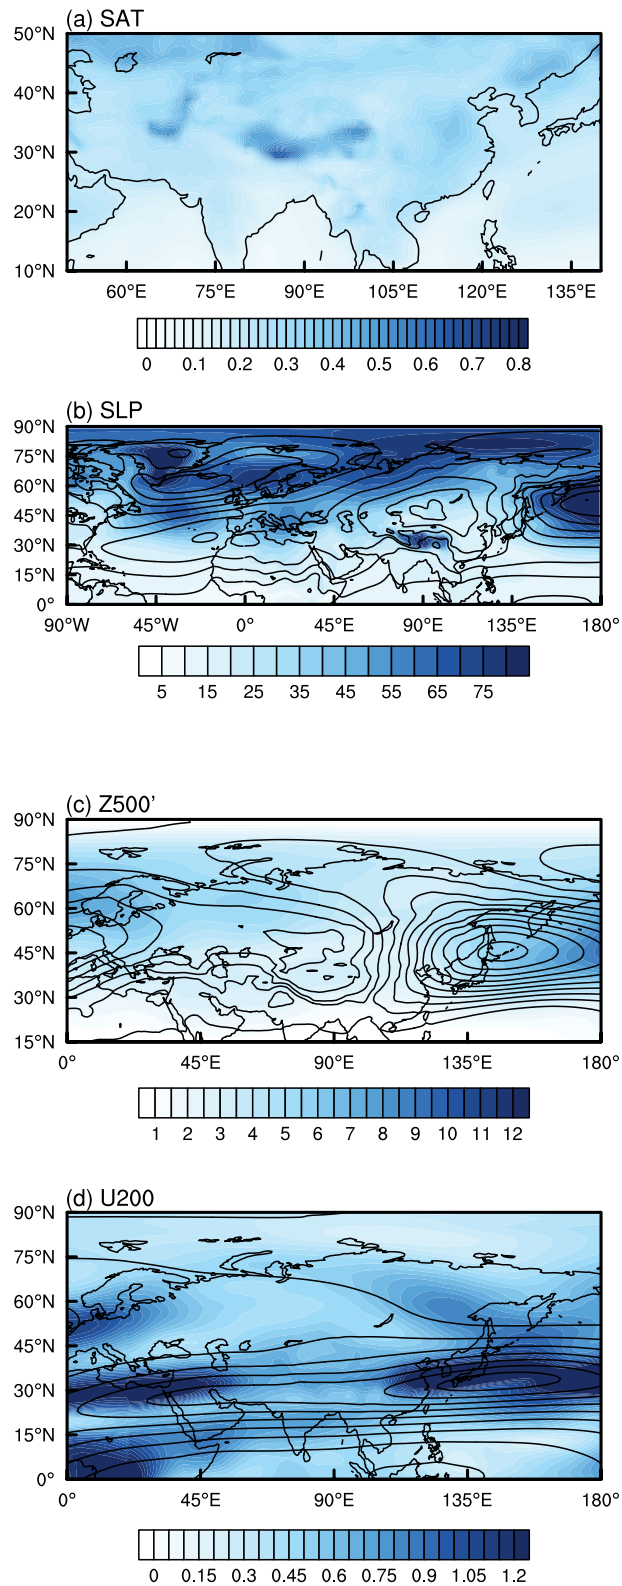 (a) SAT
50°N
40°N
30°N
20°N
10°N
60°E 75°E 90°E 105°E 120°E 135°E
0 0.1 0.2 0.3 0.4 0.5 0.6 0.7 0.8
(b) SLP
90°N
75°N
60°N
45°N
30°N
15°N
0°
90°W 45°W 0° 45°E 90°E 135°E 180°
5 15 25 35 45 55 65 75
(c) Z500'
90°N
75°N
60°N
45°N
30°N
15°N
0° 45°E 90°E 135°E 180°
1 2 3 4 5 6 7 8 9 10 11 12
(d) U200
90°N
75°N
60°N
45°N
30°N
15°N
0°
0° 45°E 90°E 135°E 180°
0 0.15 0.3 0.45 0.6 0.75 0.9 1.05 1.2